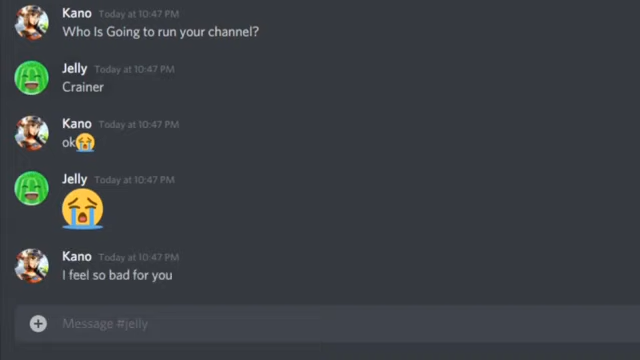 Kano Today at 10:47 PM
Who Is Going to run your channel?
Jelly Today at 10:47 PM
Crainer
Kano Today at 10:47 PM
ok😭
Jelly Today at 10:47 PM
😭
Kano Today at 10:47 PM
I feel so bad for you
Message #jelly